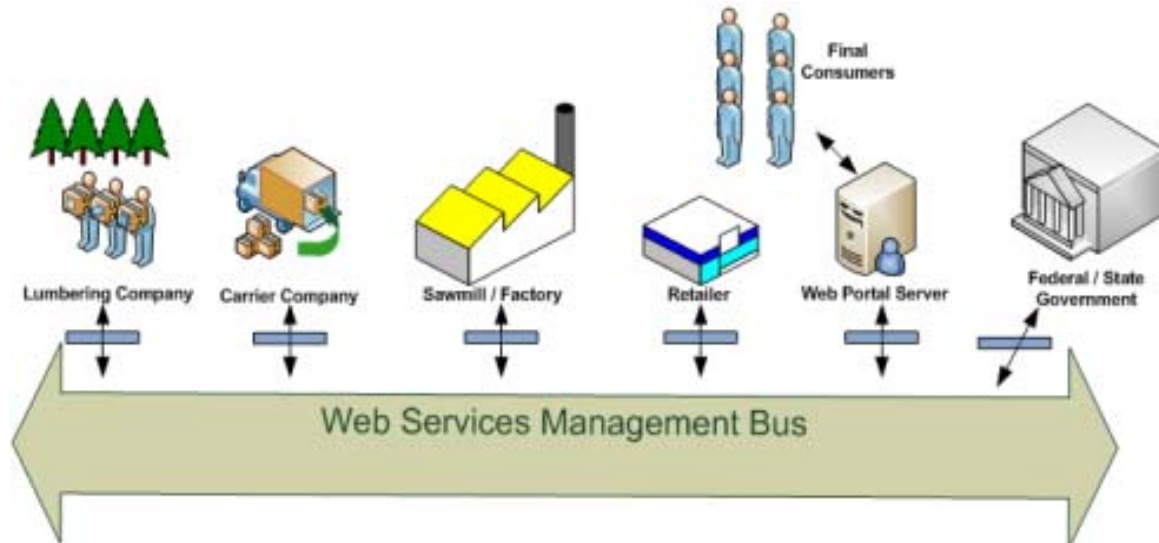 Final
Consumers
Lumbering Company
Carrier Company
Sawmill / Factory
Retailer
Web Portal Server
Federal / State
Government
Web Services Management Bus